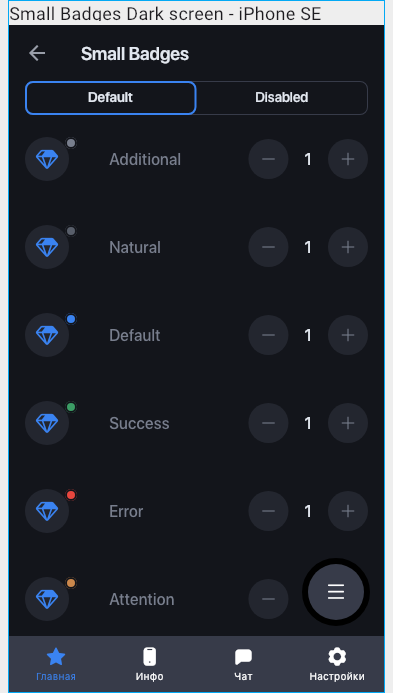 Small Badges Dark screen - iPhone SE
Small Badges
Default
Disabled
Additional
1
Natural
1
Default
1
Success
1
Error
1
Attention
Главная
Инфо
Чат
Настройки